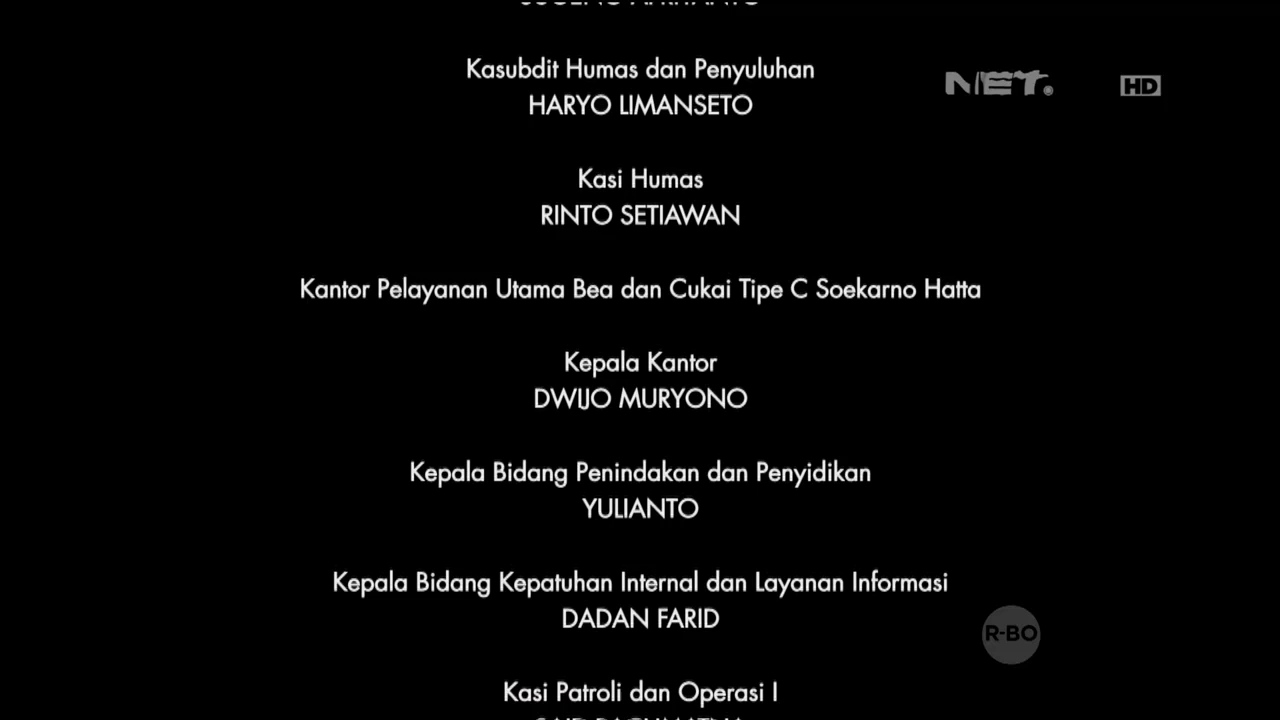 Kasubdit Humas dan Penyuluhan
HARYO LIMANSETO
NET.
HD
Kasi Humas
RINTO SETIAWAN
Kantor Pelayanan Utama Bea dan Cukai Tipe C Soekarno Hatta
Kepala Kantor
DWIJO MURYONO
Kepala Bidang Penindakan dan Penyidikan
YULIANTO
Kepala Bidang Kepatuhan Internal dan Layanan Informasi
DADAN FARID
R-BO
Kasi Patroli dan Operasi I